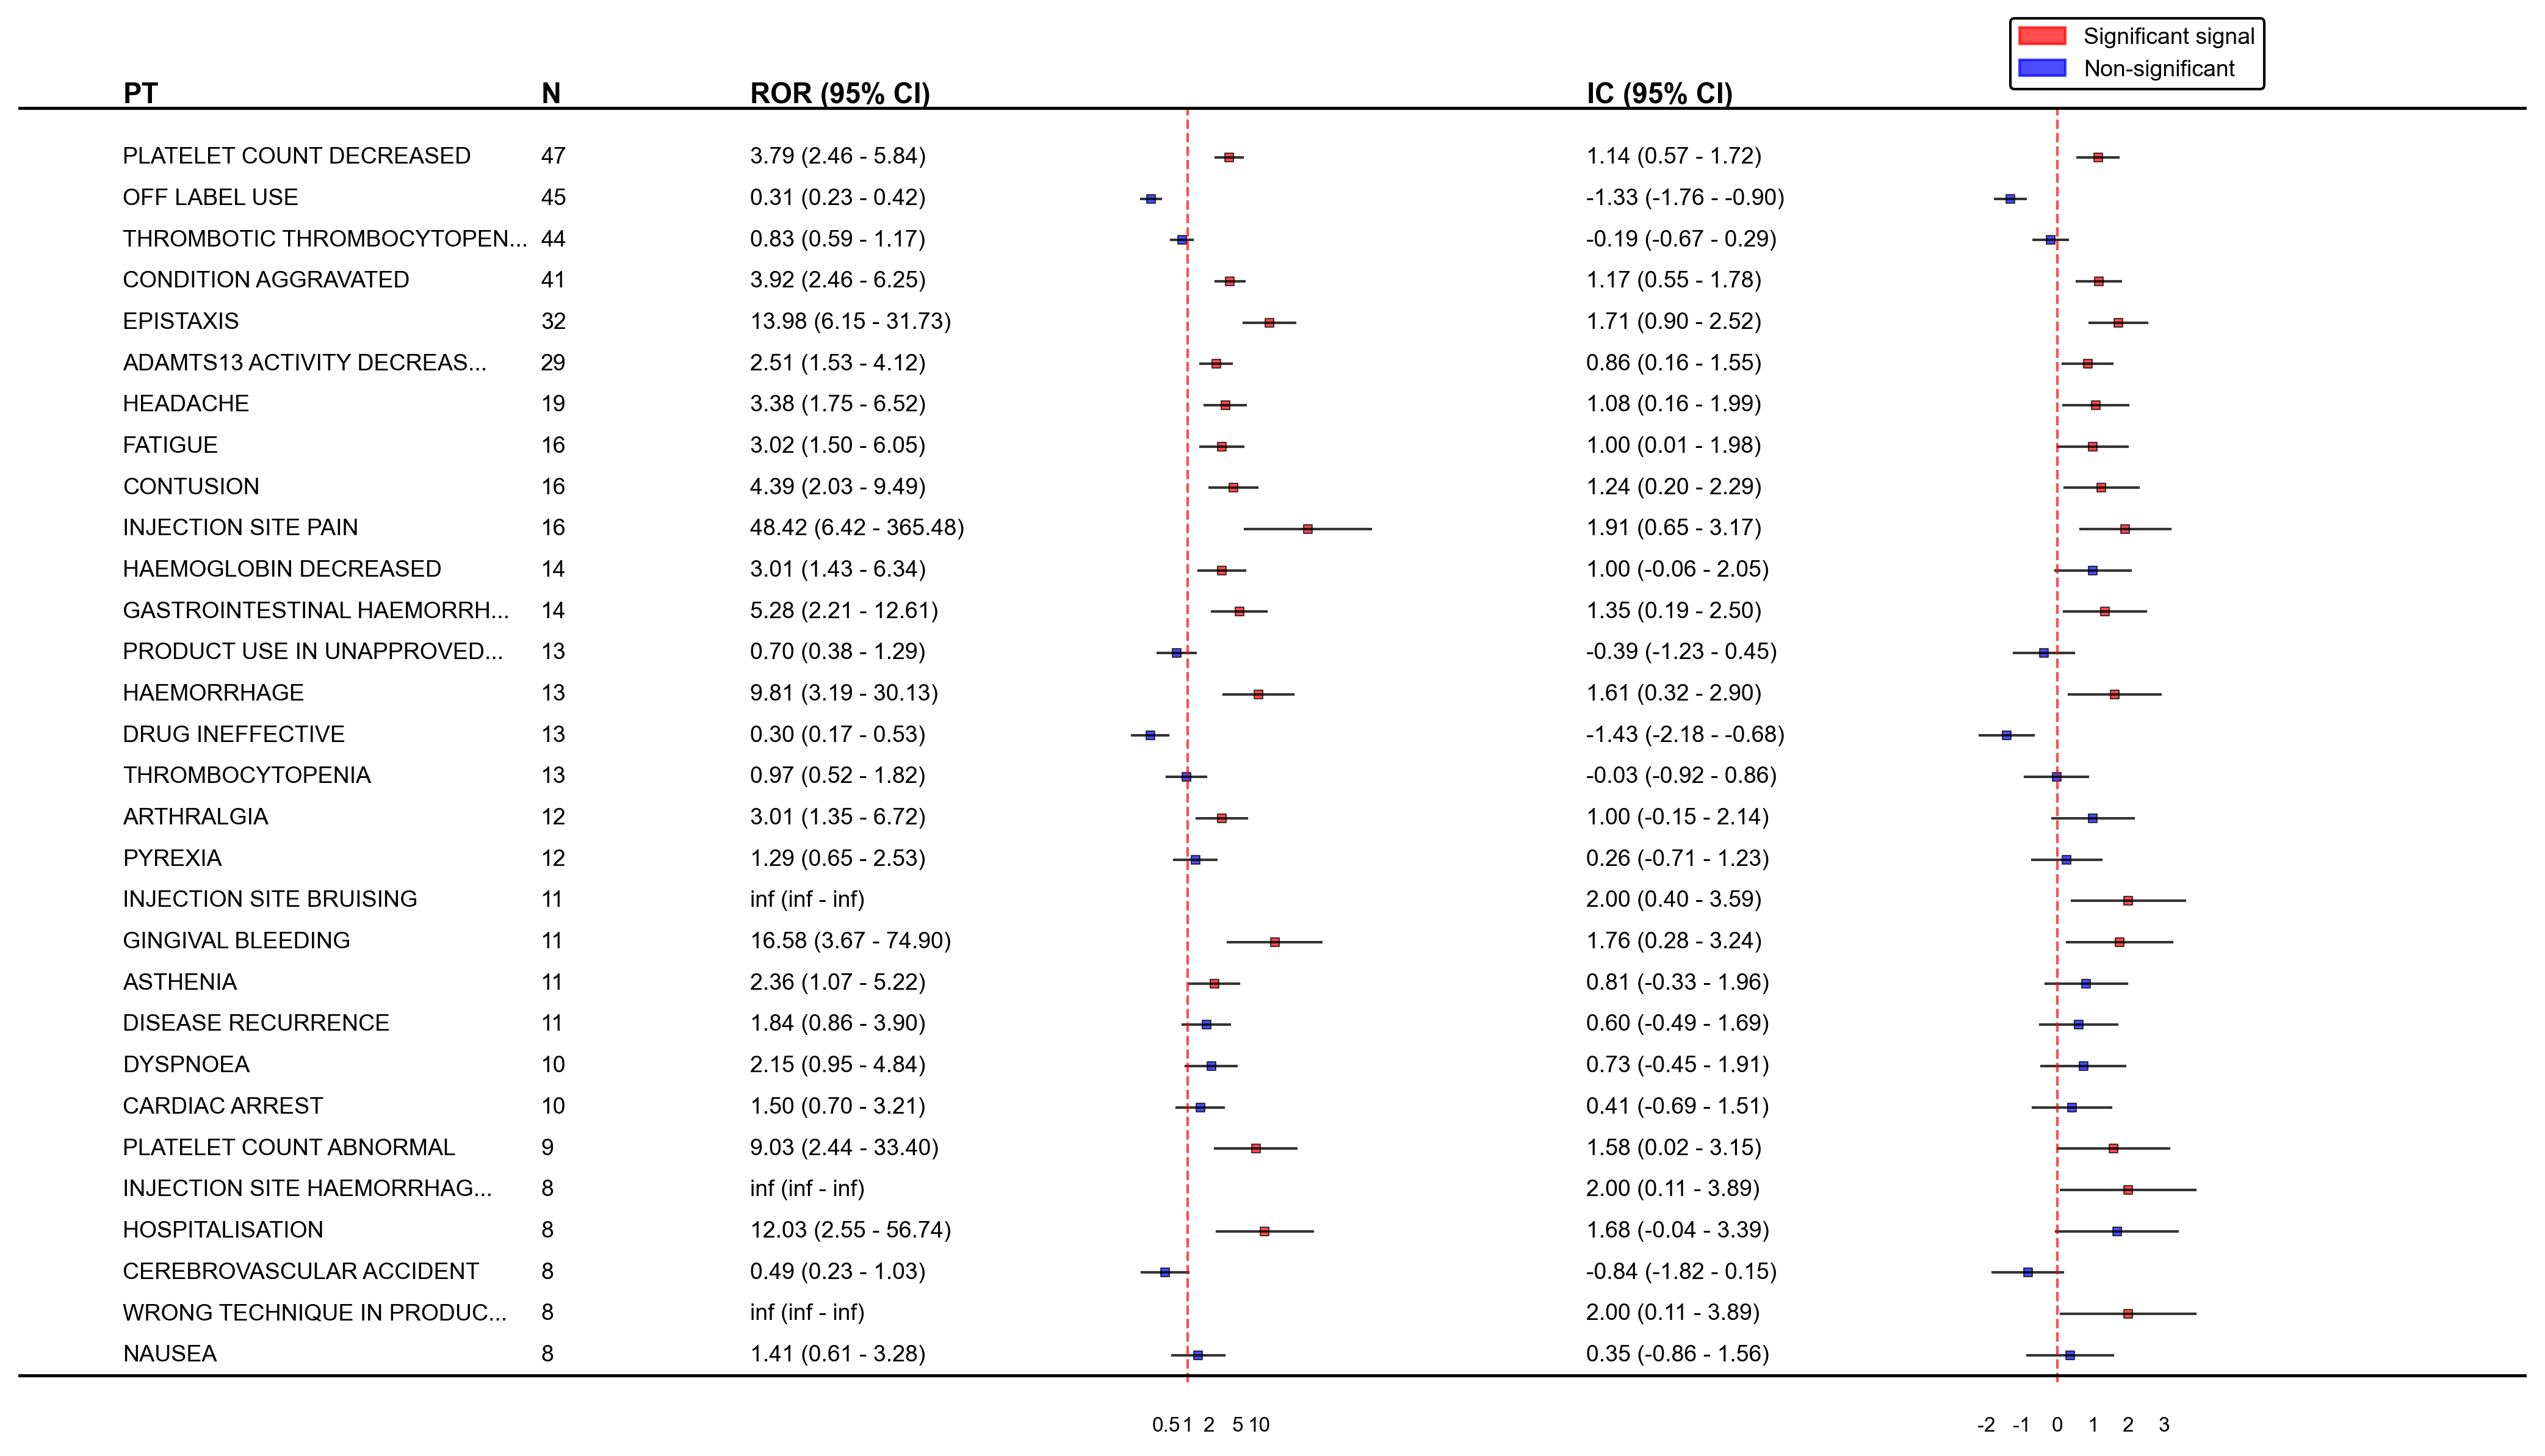 Significant signal
Non-significant
PT N ROR (95% CI) IC (95% CI)
PLATELET COUNT DECREASED 47 3.79 (2.46 - 5.84) 1.14 (0.57 - 1.72)
OFF LABEL USE 45 0.31 (0.23 - 0.42) -1.33 (-1.76 - -0.90)
THROMBOTIC THROMBOCYTOPEN... 44 0.83 (0.59 - 1.17) -0.19 (-0.67 - 0.29)
CONDITION AGGRAVATED 41 3.92 (2.46 - 6.25) 1.17 (0.55 - 1.78)
EPISTAXIS 32 13.98 (6.15 - 31.73) 1.71 (0.90 - 2.52)
ADAMTS13 ACTIVITY DECREAS... 29 2.51 (1.53 - 4.12) 0.86 (0.16 - 1.55)
HEADACHE 19 3.38 (1.75 - 6.52) 1.08 (0.16 - 1.99)
FATIGUE 16 3.02 (1.50 - 6.05) 1.00 (0.01 - 1.98)
CONTUSION 16 4.39 (2.03 - 9.49) 1.24 (0.20 - 2.29)
INJECTION SITE PAIN 16 48.42 (6.42 - 365.48) 1.91 (0.65 - 3.17)
HAEMOGLOBIN DECREASED 14 3.01 (1.43 - 6.34) 1.00 (-0.06 - 2.05)
GASTROINTESTINAL HAEMORRH... 14 5.28 (2.21 - 12.61) 1.35 (0.19 - 2.50)
PRODUCT USE IN UNAPPROVED... 13 0.70 (0.38 - 1.29) -0.39 (-1.23 - 0.45)
HAEMORRHAGE 13 9.81 (3.19 - 30.13) 1.61 (0.32 - 2.90)
DRUG INEFFECTIVE 13 0.30 (0.17 - 0.53) -1.43 (-2.18 - -0.68)
THROMBOCYTOPENIA 13 0.97 (0.52 - 1.82) -0.03 (-0.92 - 0.86)
ARTHRALGIA 12 3.01 (1.35 - 6.72) 1.00 (-0.15 - 2.14)
PYREXIA 12 1.29 (0.65 - 2.53) 0.26 (-0.71 - 1.23)
INJECTION SITE BRUISING 11 inf (inf - inf) 2.00 (0.40 - 3.59)
GINGIVAL BLEEDING 11 16.58 (3.67 - 74.90) 1.76 (0.28 - 3.24)
ASTHENIA 11 2.36 (1.07 - 5.22) 0.81 (-0.33 - 1.96)
DISEASE RECURRENCE 11 1.84 (0.86 - 3.90) 0.60 (-0.49 - 1.69)
DYSPNOEA 10 2.15 (0.95 - 4.84) 0.73 (-0.45 - 1.91)
CARDIAC ARREST 10 1.50 (0.70 - 3.21) 0.41 (-0.69 - 1.51)
PLATELET COUNT ABNORMAL 9 9.03 (2.44 - 33.40) 1.58 (0.02 - 3.15)
INJECTION SITE HAEMORRHAG... 8 inf (inf - inf) 2.00 (0.11 - 3.89)
HOSPITALISATION 8 12.03 (2.55 - 56.74) 1.68 (-0.04 - 3.39)
CEREBROVASCULAR ACCIDENT 8 0.49 (0.23 - 1.03) -0.84 (-1.82 - 0.15)
WRONG TECHNIQUE IN PRODUC... 8 inf (inf - inf) 2.00 (0.11 - 3.89)
NAUSEA 8 1.41 (0.61 - 3.28) 0.35 (-0.86 - 1.56)
0.5 1 2 5 10 -2 -1 0 1 2 3